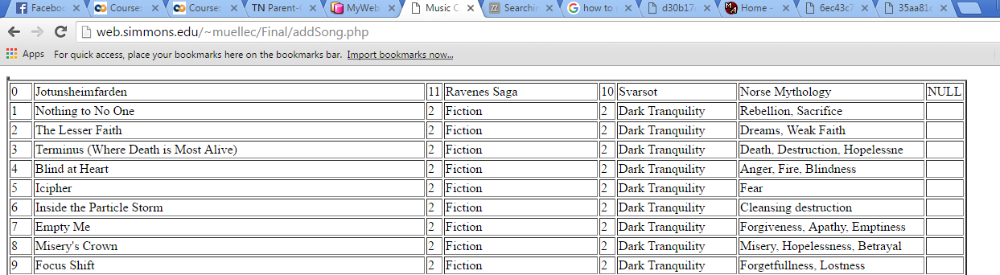 Faceboo Course: Course: TN Parent- MyWeb Music C Searchin how to d30b17 Home - 6ec43c7 35aa81c
web.simmons.edu/~muellec/Final/addSong.php
Apps For quick access, place your bookmarks here on the bookmarks bar. Import bookmarks now...
0 Jotunsheimfarden 11 Ravenes Saga 10 Svarsot Norse Mythology NULL
1 Nothing to No One 2 Fiction 2 Dark Tranquility Rebellion, Sacrifice
2 The Lesser Faith 2 Fiction 2 Dark Tranquility Dreams, Weak Faith
3 Terminus (Where Death is Most Alive) 2 Fiction 2 Dark Tranquility Death, Destruction, Hopelessne
4 Blind at Heart 2 Fiction 2 Dark Tranquility Anger, Fire, Blindness
5 Icipher 2 Fiction 2 Dark Tranquility Fear
6 Inside the Particle Storm 2 Fiction 2 Dark Tranquility Cleansing destruction
7 Empty Me 2 Fiction 2 Dark Tranquility Forgiveness, Apathy, Emptiness
8 Misery's Crown 2 Fiction 2 Dark Tranquility Misery, Hopelessness, Betrayal
9 Focus Shift 2 Fiction 2 Dark Tranquility Forgetfullness, Lostness